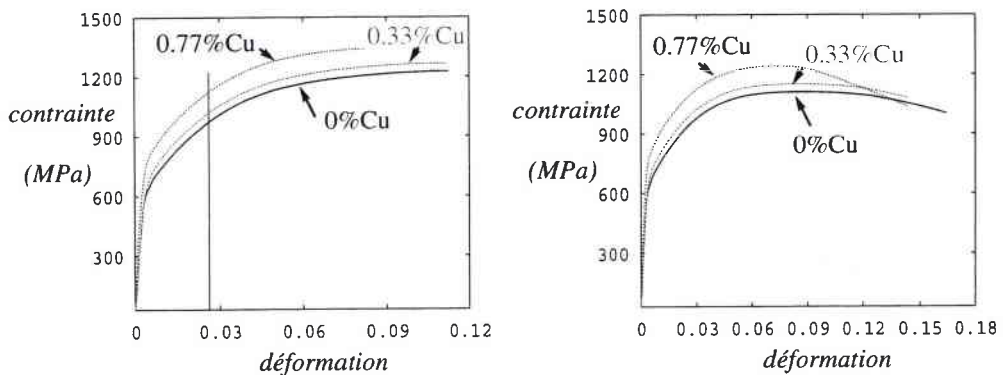 1500
0.77%Cu
0.33%Cu
1200
contrainte
900
0%Cu
(MPa)
600
300
0
0.03
0.06
0.09
0.12
déformation
1500
0.77%Cu
0.33%Cu
1200
contrainte
900
0%Cu
(MPa)
600
300
0
0.03
0.06
0.09
0.12
0.15
0.18
déformation